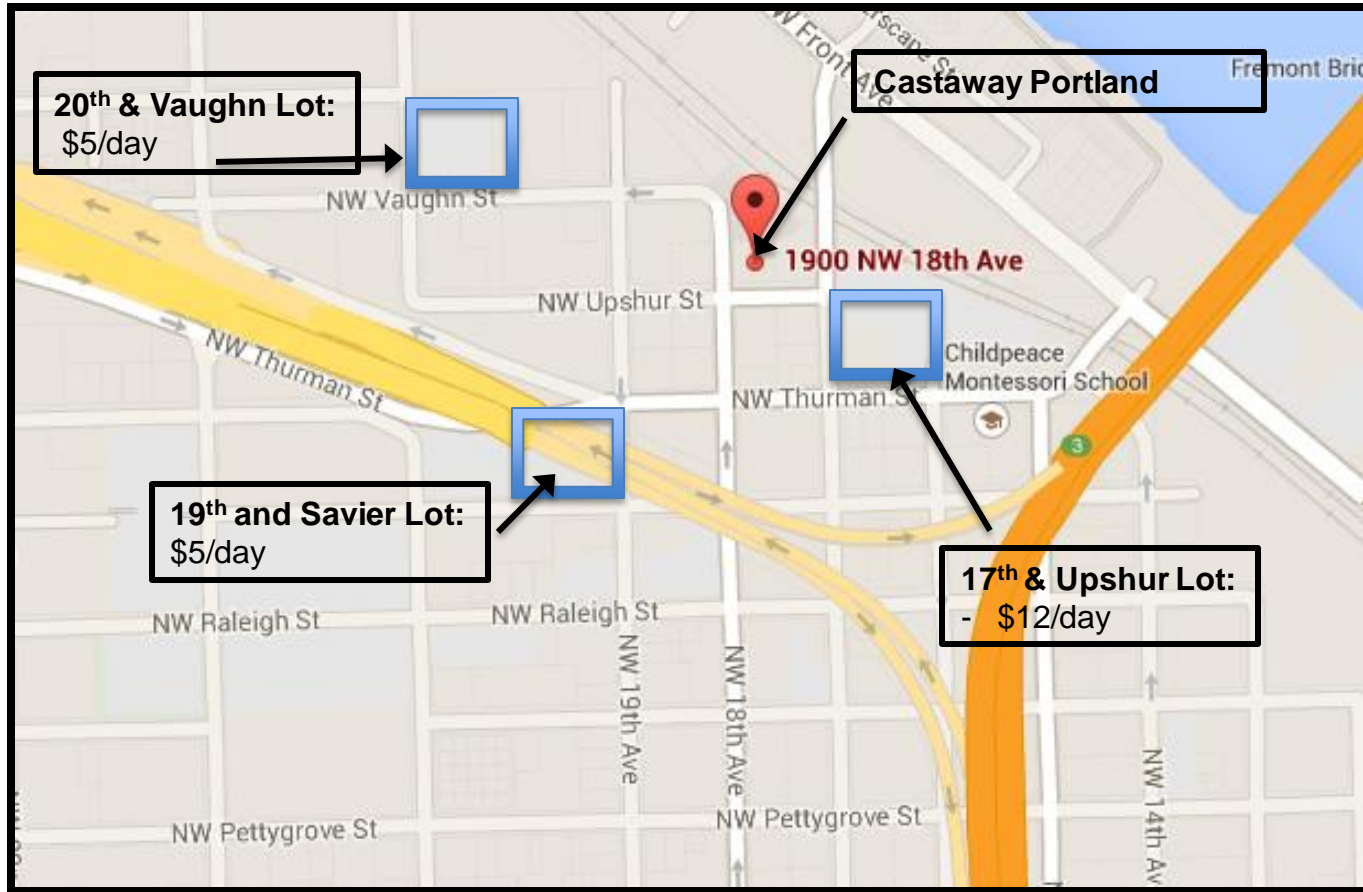 erscape St
NW Front Ave
Fremont Bric
Castaway Portland
20th & Vaughn Lot:
$5/day
NW Vaughn St
1900 NW 18th Ave
NW Upshur St
NW Thurman St
Childpeace
Montessori School
NW Thurman St
3
19th and Savier Lot:
$5/day
17th & Upshur Lot:
- $12/day
NW Raleigh St
NW Raleigh St
NW 19th Ave
NW 18th Ave
NW 14th Av
NW Pettygrove St
NW Pettygrove St